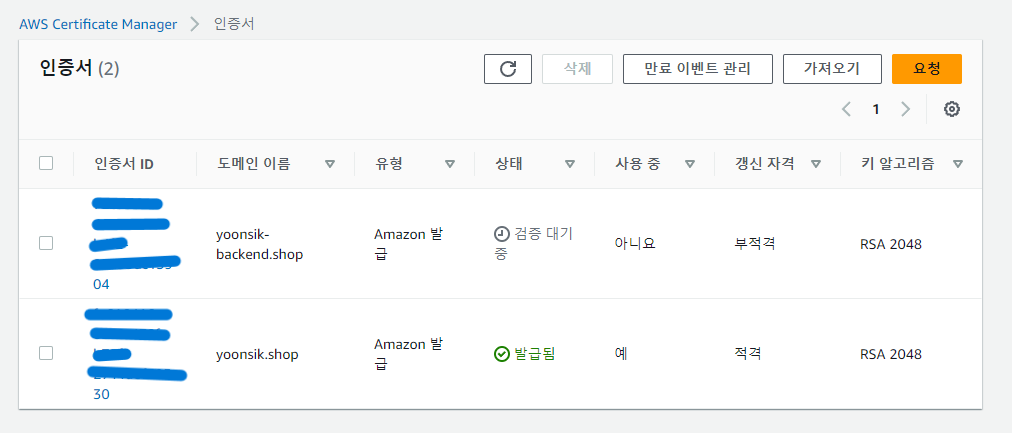 AWS Certificate Manager > 인증서
인증서 (2)
삭제
만료 이벤트 관리
가져오기
요청
1
인증서 ID
도메인 이름
유형
상태
사용 중
갱신 자격
키 알고리즘
04
yoonsik-
backend.shop
Amazon 발
급
검증 대기
중
아니요
부적격
RSA 2048
30
yoonsik.shop
Amazon 발
급
발급됨
예
적격
RSA 2048